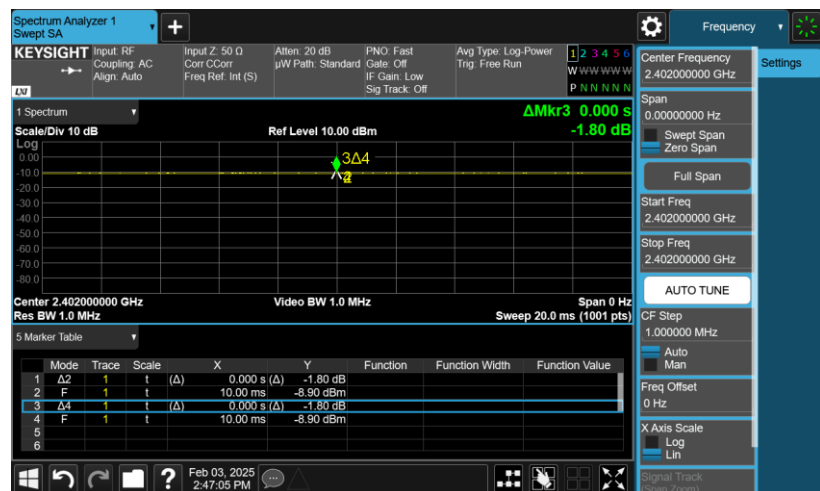 Spectrum Analyzer 1
Swept SA
+
Frequency
KEYSIGHT
Input: RF
Coupling: AC
Align: Auto
Input Z: 50 Ω
Corr CCorr
Freq Ref: Int (S)
Atten: 20 dB
µW Path: Standard
PNO: Fast
Gate: Off
IF Gain: Low
Sig Track: Off
Avg Type: Log-Power
Trig: Free Run
1 2 3 4 5 6
W W W W W W
P N N N N N
LXI
1 Spectrum
ΔMkr3 0.000 s
Scale/Div 10 dB
Ref Level 10.00 dBm
-1.80 dB
Log
0.00
-10.0
-20.0
-30.0
-40.0
-50.0
-60.0
-70.0
-80.0
3Δ4
Center 2.402000000 GHz
Video BW 1.0 MHz
Span 0 Hz
Res BW 1.0 MHz
Sweep 20.0 ms (1001 pts)
5 Marker Table
Mode Trace Scale X Y Function Function Width Function Value
1 Δ2 1 t (Δ) 0.000 s (Δ) -1.80 dB
2 F 1 t 10.00 ms -8.90 dBm
3 Δ4 1 t (Δ) 0.000 s (Δ) -1.80 dB
4 F 1 t 10.00 ms -8.90 dBm
5
6
?
Feb 03, 2025
2:47:05 PM
Center Frequency
2.402000000 GHz
Settings
Span
0.00000000 Hz
Swept Span
Zero Span
Full Span
Start Freq
2.402000000 GHz
Stop Freq
2.402000000 GHz
AUTO TUNE
CF Step
1.000000 MHz
Auto
Man
Freq Offset
0 Hz
X Axis Scale
Log
Lin
Signal Track
(Span Zoom)